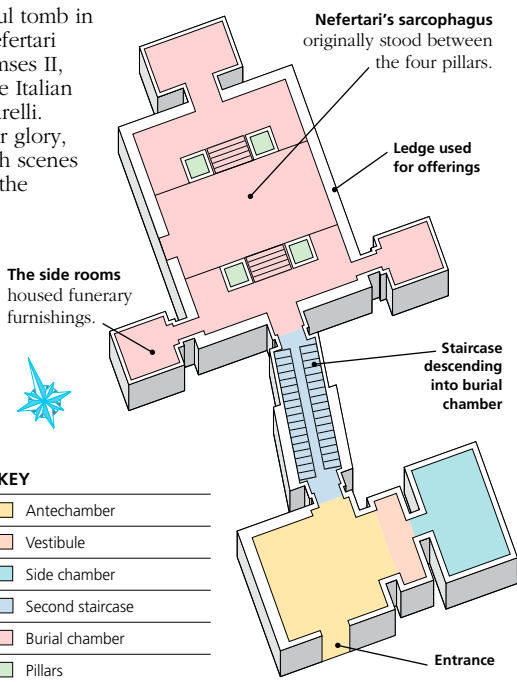 ul tomb in
efertari
mses II,
e Italian
relli.
r glory,
h scenes
the
Nefertari's sarcophagus
originally stood between
the four pillars.
Ledge used
for offerings
The side rooms
housed funerary
furnishings.
Staircase
descending
into burial
chamber
KEY
Antechamber
Vestibule
Side chamber
Second staircase
Burial chamber
Pillars
Entrance